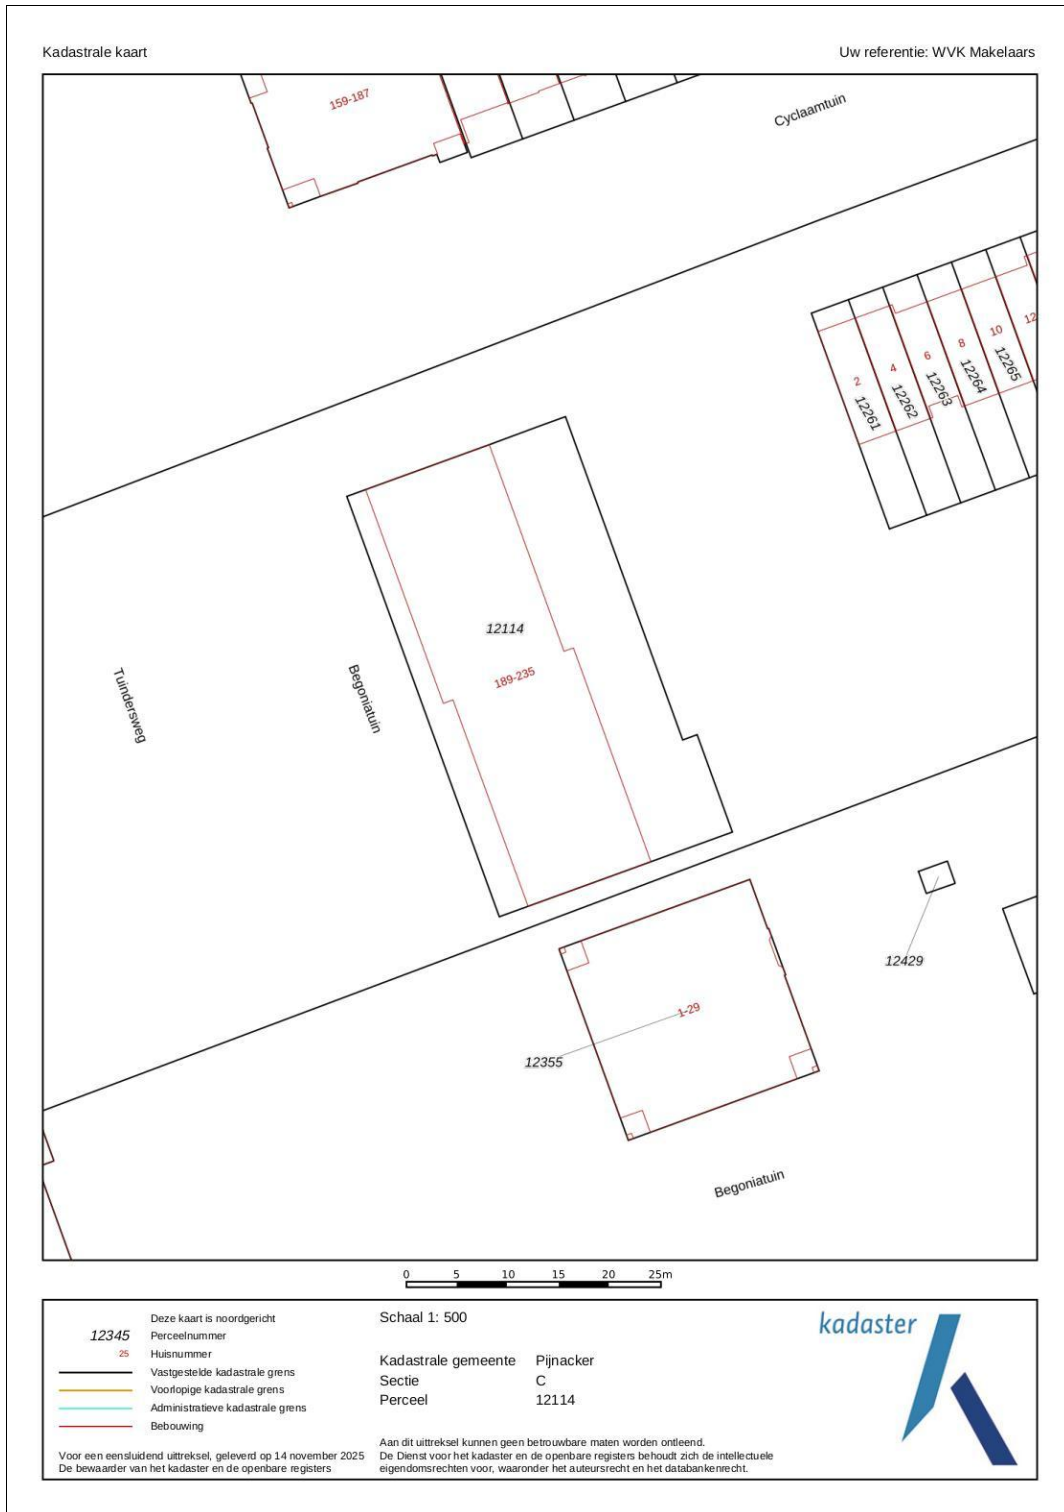 Kadastrale kaart
Uw referentie: WVK Makelaars
159-187
Cyclaamtuin
2
12261
4
12262
6
12263
8
12264
10
12265
12
12114
189-235
Tuindersweg
Begoniatuin
12429
1-29
12355
Begoniatuin
0 5 10 15 20 25m
Deze kaart is noordgericht
12345 Perceelnummer
25 Huisnummer
Vastgestelde kadastrale grens
Voorlopige kadastrale grens
Administratieve kadastrale grens
Bebouwing
Voor een eensluidend uittreksel, geleverd op 14 november 2025
De bewaarder van het kadaster en de openbare registers
Schaal 1: 500
Kadastrale gemeente Pijnacker
Sectie C
Perceel 12114
Aan dit uittreksel kunnen geen betrouwbare maten worden ontleend.
De Dienst voor het kadaster en de openbare registers behoudt zich de intellectuele
eigendomsrechten voor, waaronder het auteursrecht en het databankenrecht.
kadaster